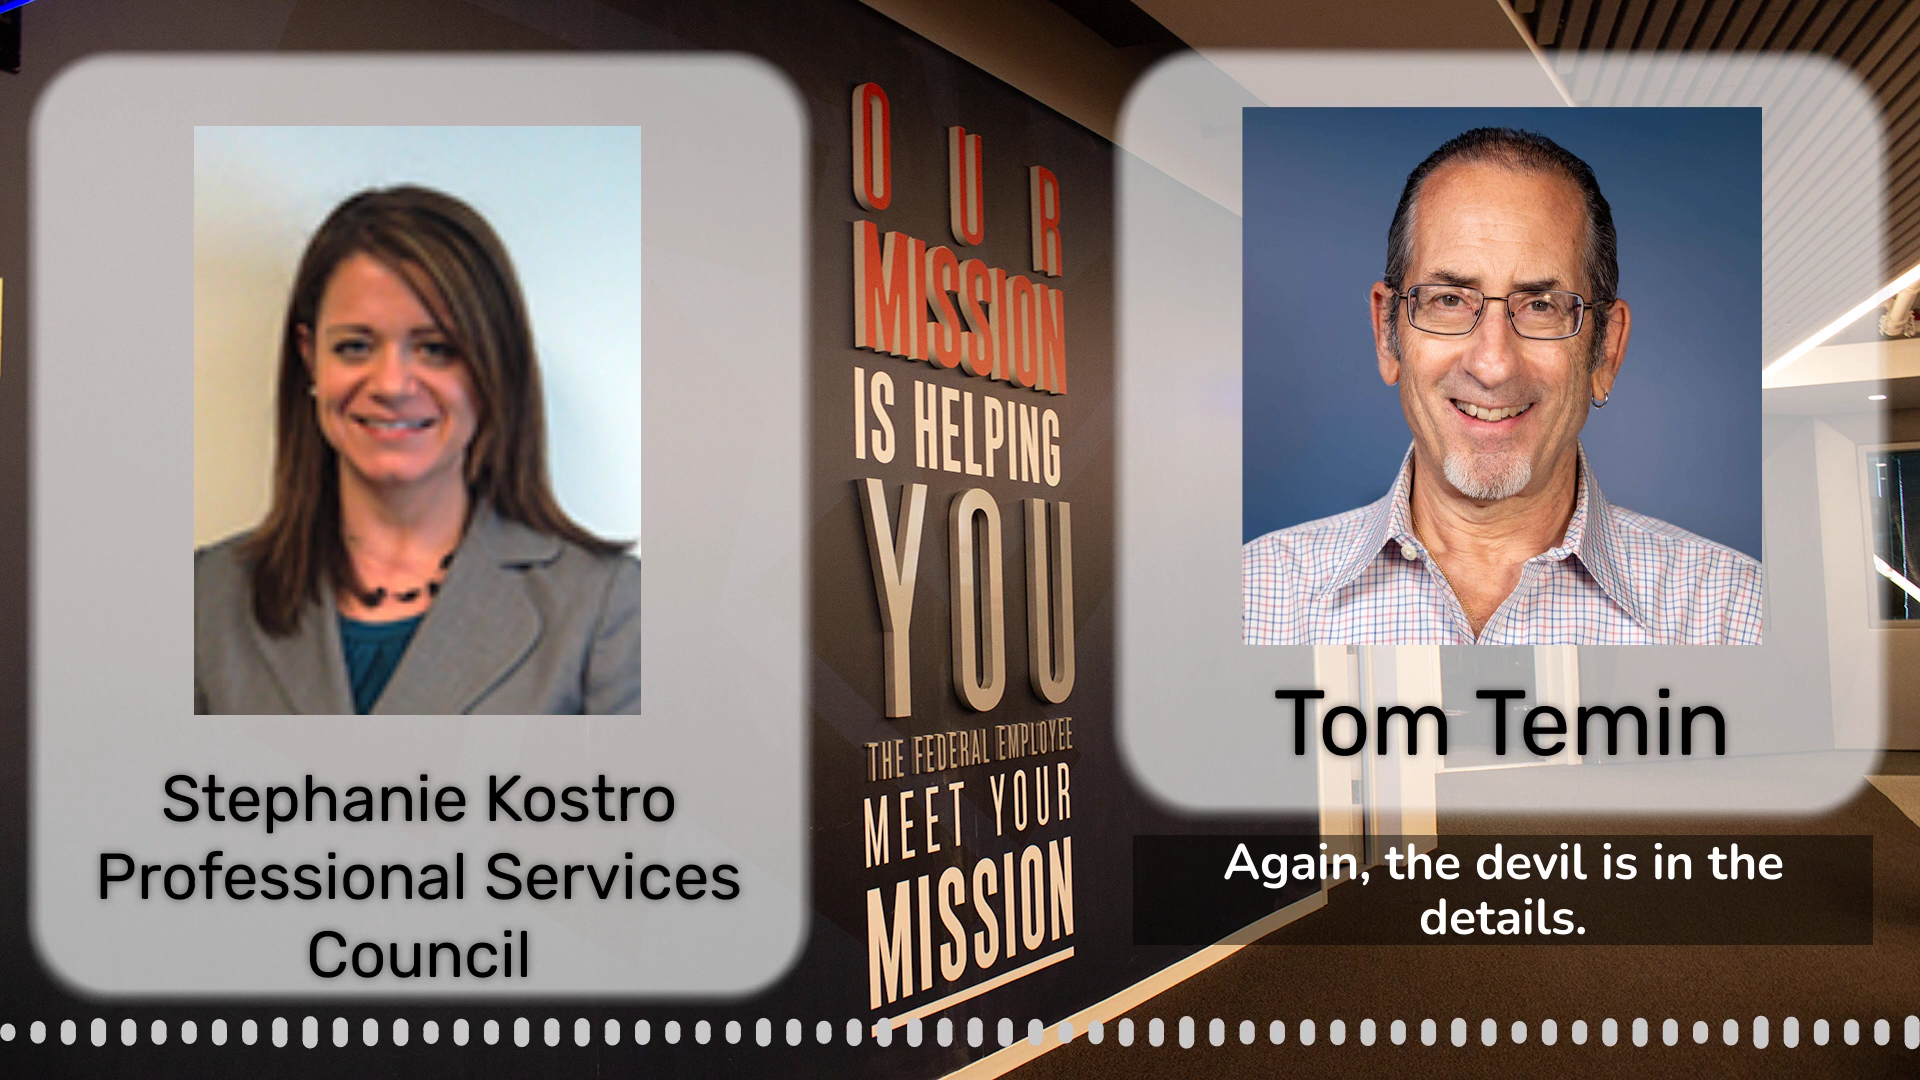 Stephanie Kostro
Professional Services
Council
OUR
MISSION
IS HELPING
YOU
THE FEDERAL EMPLOYEE
MEET YOUR
MISSION
Tom Temin
Again, the devil is in the
details.